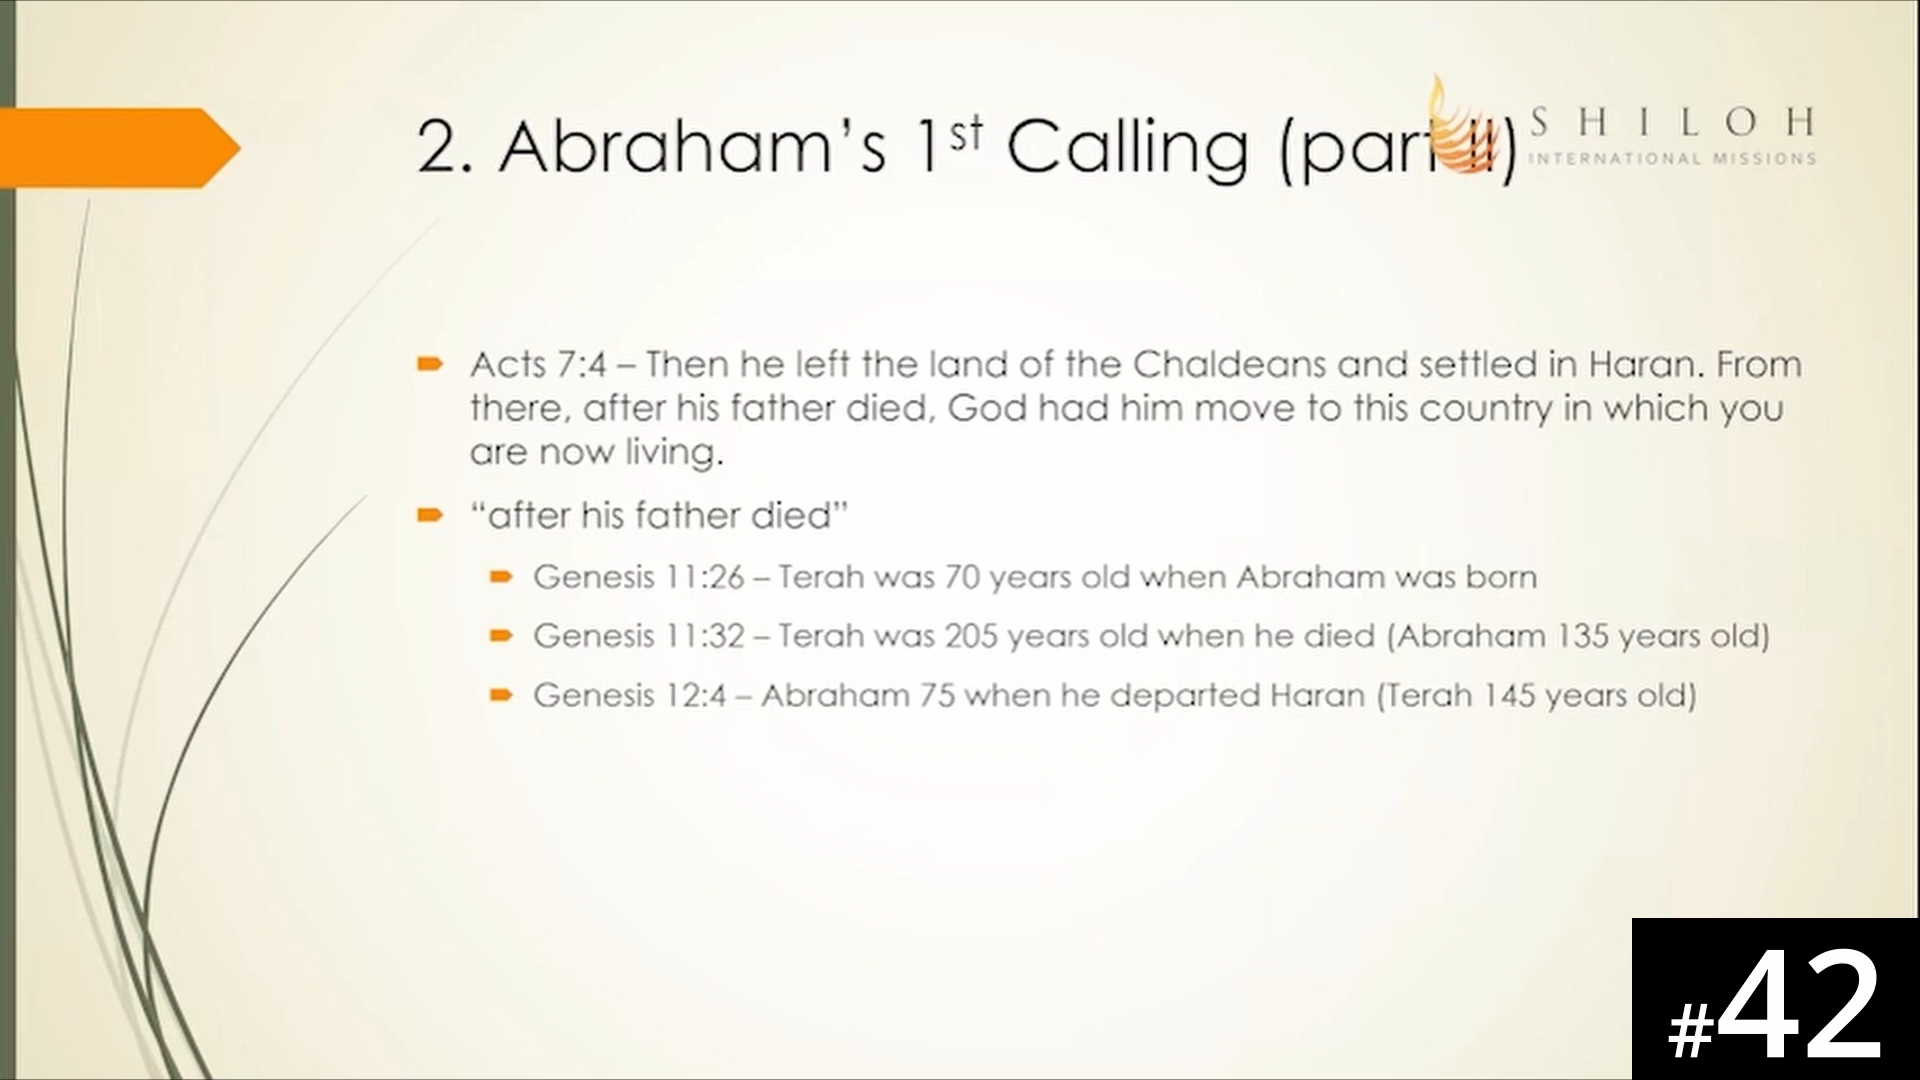 2. Abraham’s 1st Calling (part II)
SHILOH
INTERNATIONAL MISSIONS
Acts 7:4 – Then he left the land of the Chaldeans and settled in Haran. From
there, after his father died, God had him move to this country in which you
are now living.
“after his father died”
Genesis 11:26 – Terah was 70 years old when Abraham was born
Genesis 11:32 – Terah was 205 years old when he died (Abraham 135 years old)
Genesis 12:4 – Abraham 75 when he departed Haran (Terah 145 years old)
#42